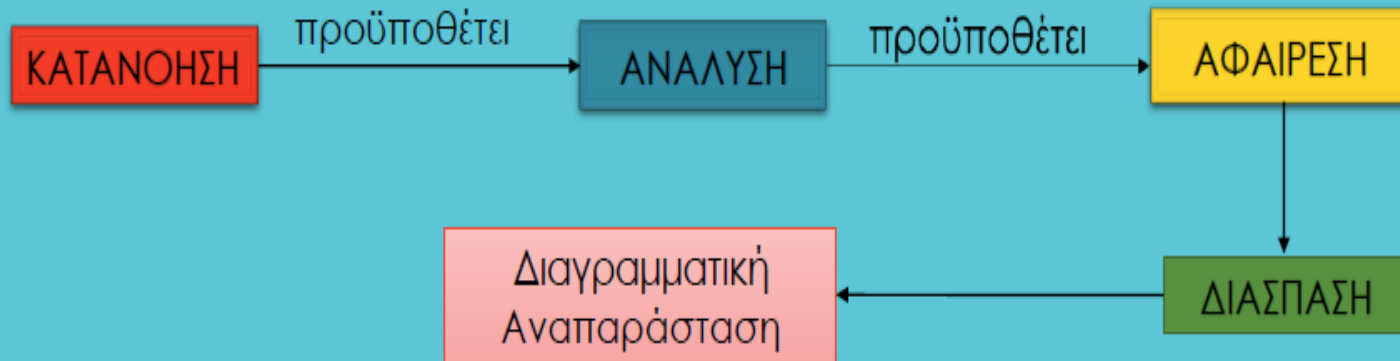 προϋποθέτει
προϋποθέτει
ΚΑΤΑΝΟΗΣΗ
ΑΝΑΛΥΣΗ
ΑΦΑΙΡΕΣΗ
Διαγραμματική
Αναπαράσταση
ΔΙΑΣΠΑΣΗ